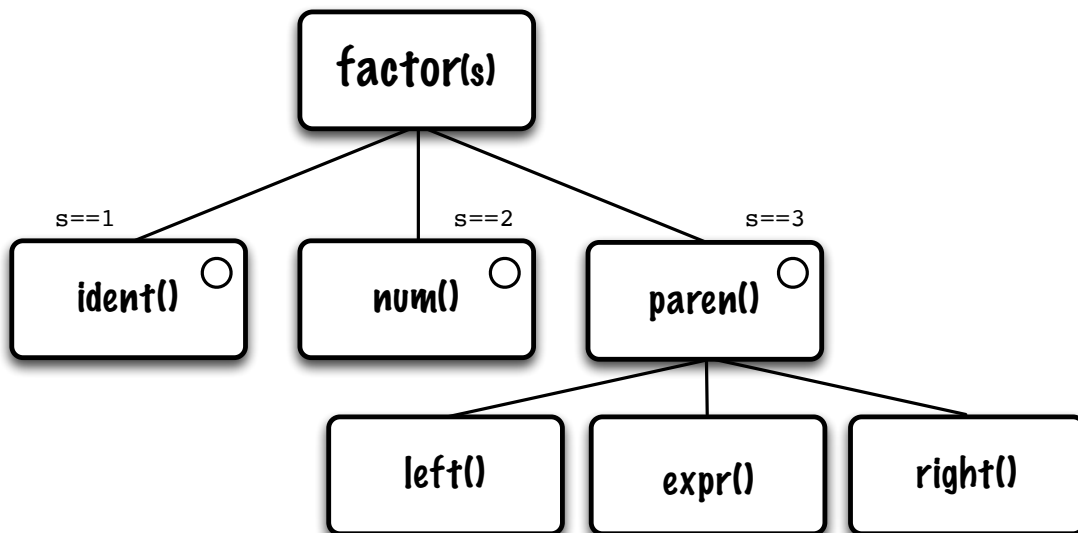 factor(s)
s==1
s==2
s==3
ident()
num()
paren()
left()
expr()
right()